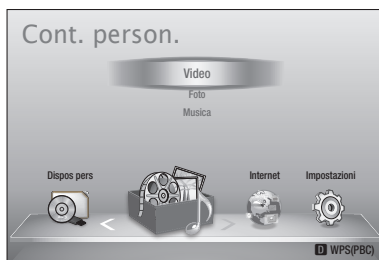 Cont. person.
Video
Foto
Musica
Dispos pers
Internet
Impostazioni
D WPS(PBC)